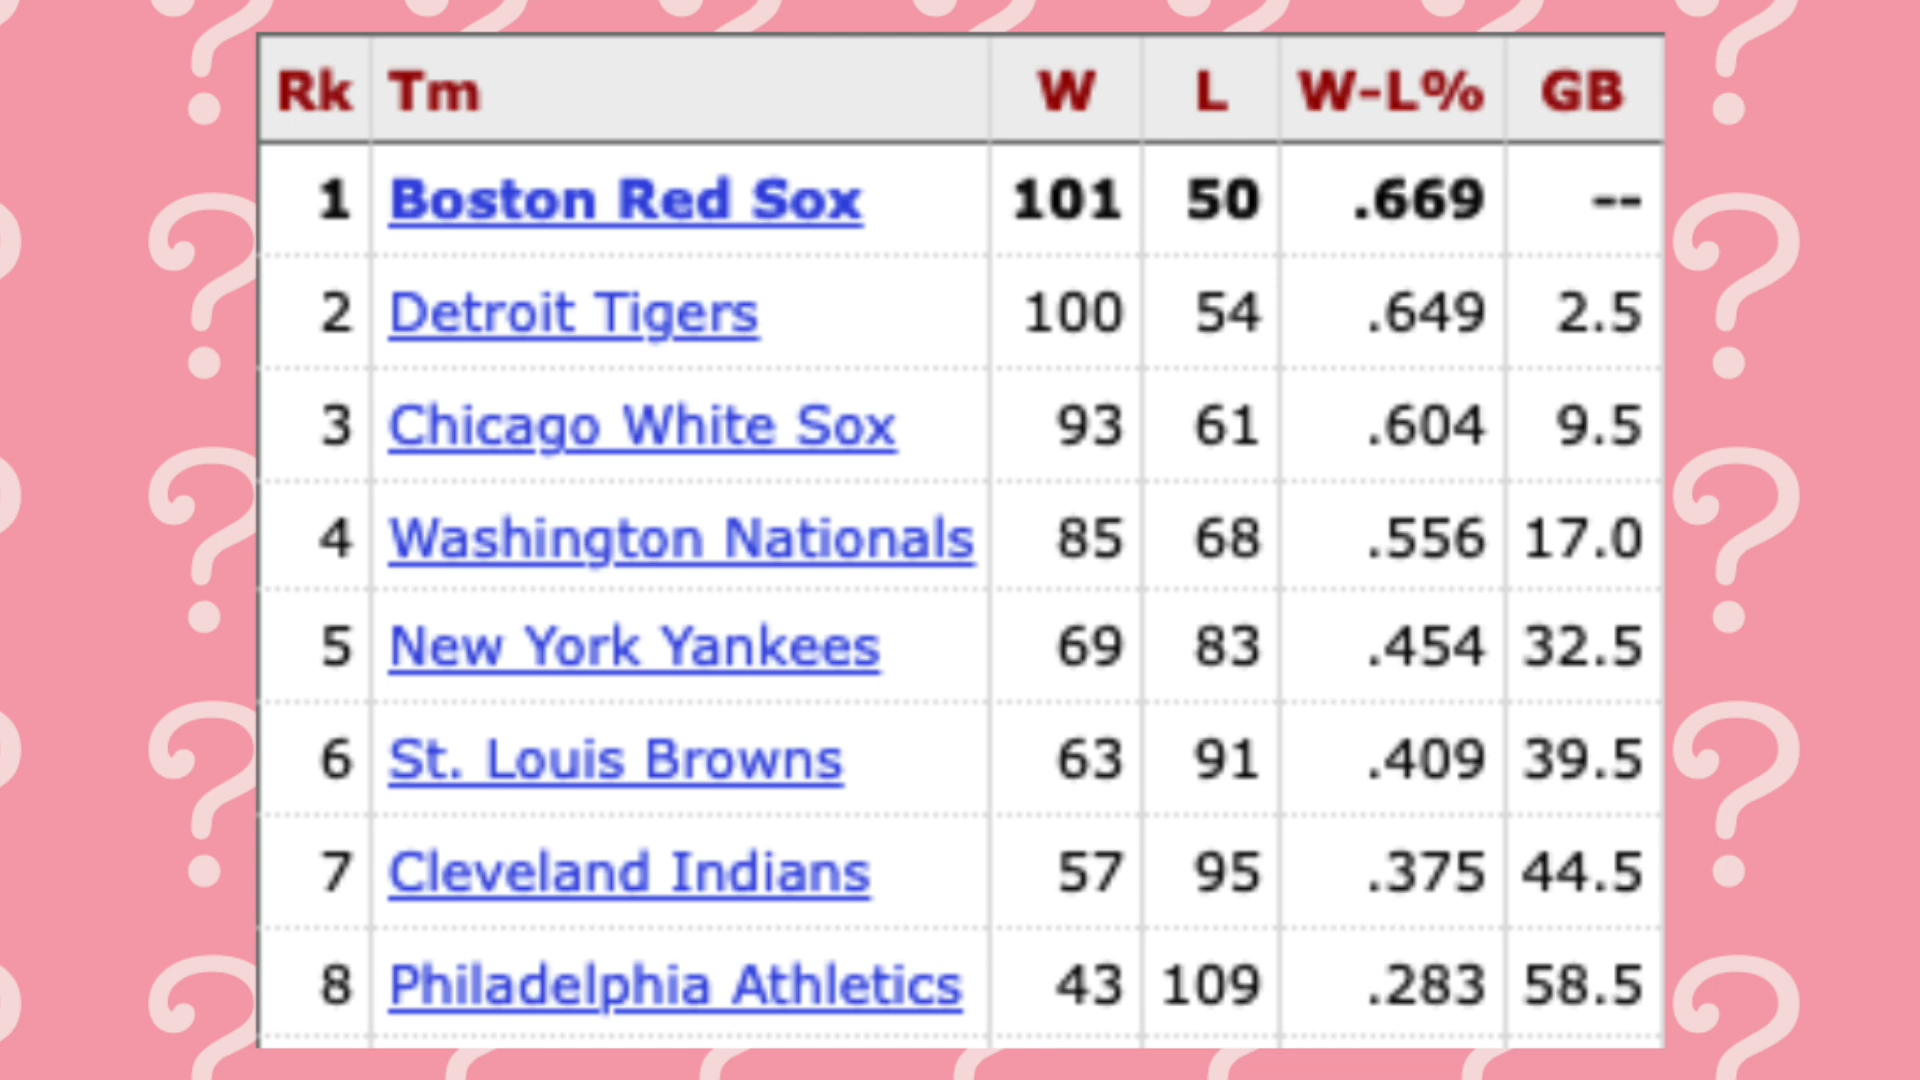 Rk Tm W L W-L% GB
1 Boston Red Sox 101 50 .669 --
2 Detroit Tigers 100 54 .649 2.5
3 Chicago White Sox 93 61 .604 9.5
4 Washington Nationals 85 68 .556 17.0
5 New York Yankees 69 83 .454 32.5
6 St. Louis Browns 63 91 .409 39.5
7 Cleveland Indians 57 95 .375 44.5
8 Philadelphia Athletics 43 109 .283 58.5